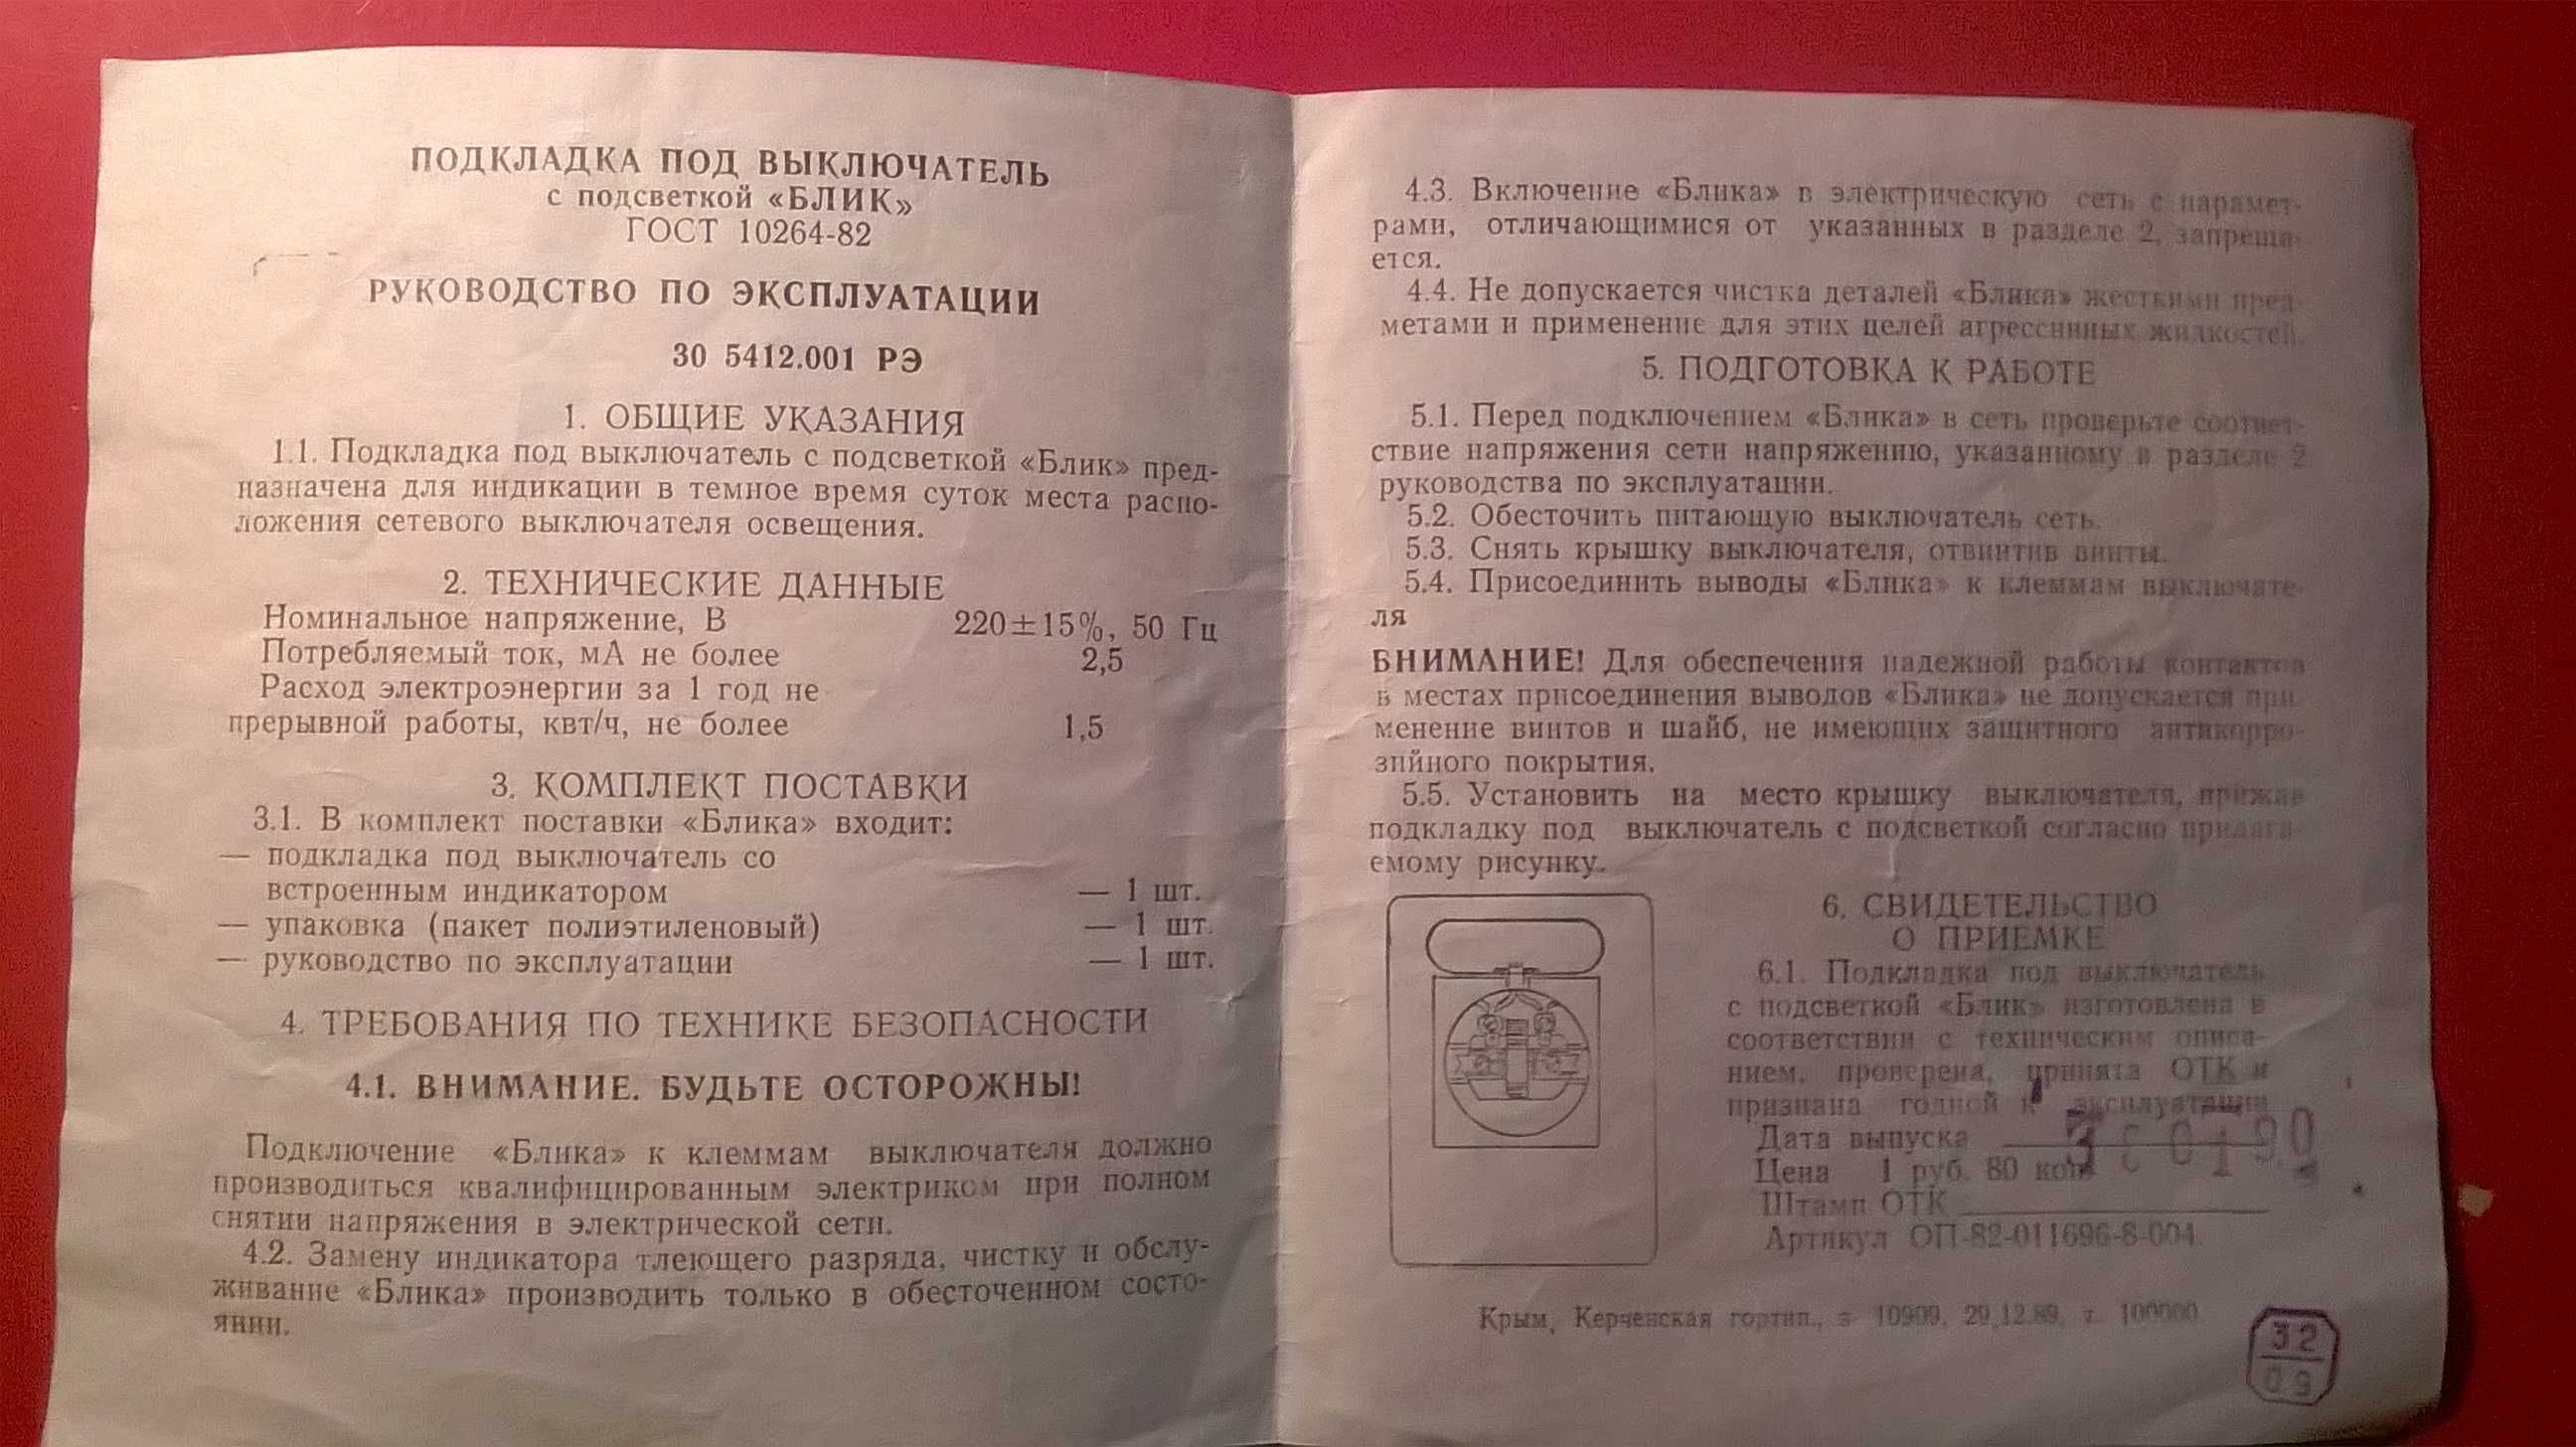 ПОДКЛАДКА ПОД ВЫКЛЮЧАТЕЛЬ
с подсветкой «БЛИК»
ГОСТ 10264-82
РУКОВОДСТВО ПО ЭКСПЛУАТАЦИИ
30 5412.001 РЭ
1. ОБЩИЕ УКАЗАНИЯ
1.1. Подкладка под выключатель с подсветкой «Блик» пред-
назначена для индикации в темное время суток места распо-
ложения сетевого выключателя освещения.
2. ТЕХНИЧЕСКИЕ ДАННЫЕ
Номинальное напряжение, В 220±15%, 50 Гц
Потребляемый ток, мА не более 2,5
Расход электроэнергии за 1 год не
прерывной работы, квт/ч, не более 1,5
3. КОМПЛЕКТ ПОСТАВКИ
3.1. В комплект поставки «Блика» входит:
— подкладка под выключатель со
встроенным индикатором — 1 шт.
— упаковка (пакет полиэтиленовый) — 1 шт.
— руководство по эксплуатации — 1 шт.
4. ТРЕБОВАНИЯ ПО ТЕХНИКЕ БЕЗОПАСНОСТИ
4.1. ВНИМАНИЕ. БУДЬТЕ ОСТОРОЖНЫ!
Подключение «Блика» к клеммам выключателя должно
производиться квалифицированным электриком при полном
снятии напряжения в электрической сети.
4.2. Замену индикатора тлеющего разряда, чистку и обслу-
живание «Блика» производить только в обесточенном состо-
янии.
4.3. Включение «Блика» в электрическую сеть с парамет-
рами, отличающимися от указанных в разделе 2, запреща-
ется.
4.4. Не допускается чистка деталей «Блика» жесткими пред-
метами и применение для этих целей агрессивных жидкостей.
5. ПОДГОТОВКА К РАБОТЕ
5.1. Перед подключением «Блика» в сеть проверьте соответ-
ствие напряжения сети напряжению, указанному в разделе 2
руководства по эксплуатации.
5.2. Обесточить питающую выключатель сеть.
5.3. Снять крышку выключателя, отвинтив винты.
5.4. Присоединить выводы «Блика» к клеммам выключате-
ля
ВНИМАНИЕ! Для обеспечения надежной работы контактов
в местах присоединения выводов «Блика» не допускается при-
менение винтов и шайб, не имеющих защитного антикорро-
зийного покрытия.
5.5. Установить на место крышку выключателя, прижав
подкладку под выключатель с подсветкой согласно прилага-
емому рисунку.
6. СВИДЕТЕЛЬСТВО
О ПРИЕМКЕ
6.1. Подкладка под выключатель
с подсветкой «Блик» изготовлена в
соответствии с техническим описа-
нием, проверена, принята ОТК и
признана годной к эксплуатации
Дата выпуска
Цена 1 руб. 80 коп.
Штамп ОТК
Артикул ОП-82-011696-8-004.
Крым, Керченская гортип., з. 10909, 29.12.89, т. 100000.
32
09